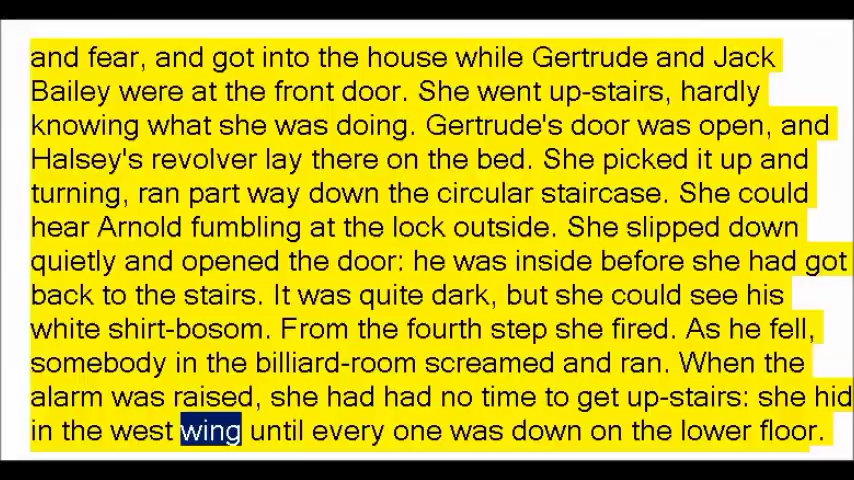 and fear, and got into the house while Gertrude and Jack
Bailey were at the front door. She went up-stairs, hardly
knowing what she was doing. Gertrude's door was open, and
Halsey's revolver lay there on the bed. She picked it up and
turning, ran part way down the circular staircase. She could
hear Arnold fumbling at the lock outside. She slipped down
quietly and opened the door: he was inside before she had got
back to the stairs. It was quite dark, but she could see his
white shirt-bosom. From the fourth step she fired. As he fell,
somebody in the billiard-room screamed and ran. When the
alarm was raised, she had had no time to get up-stairs: she hid
in the west wing until every one was down on the lower floor.